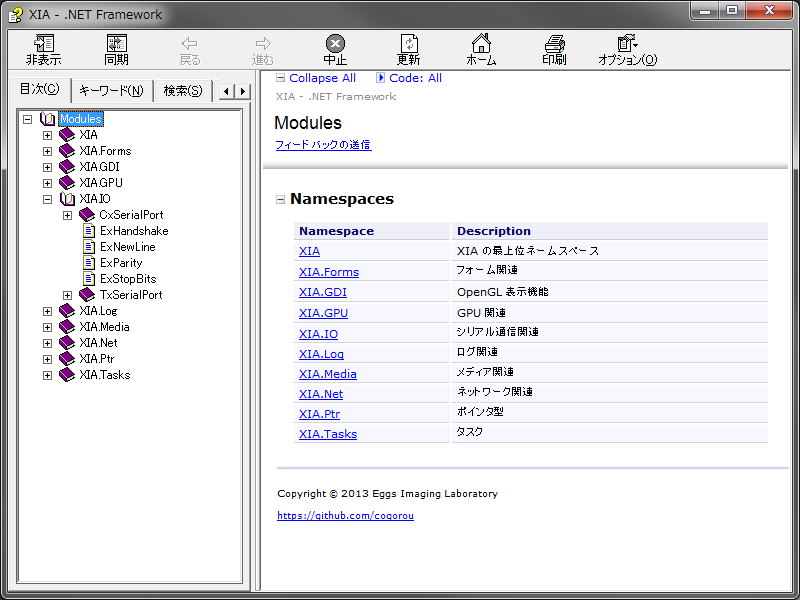 XIA - .NET Framework
非表示 同期 戻る 進む 中止 更新 ホーム 印刷 オプション(O)
目次(C) キーワード(N) 検索(S)
Modules
XIA
XIA.Forms
XIA.GDI
XIA.GPU
XIA.IO
CxSerialPort
ExHandshake
ExNewLine
ExParity
ExStopBits
TxSerialPort
XIA.Log
XIA.Media
XIA.Net
XIA.Ptr
XIA.Tasks
Collapse All Code: All
XIA - .NET Framework
Modules
フィードバックの送信
Namespaces
Namespace Description
XIA XIA の最上位ネームスペース
XIA.Forms フォーム関連
XIA.GDI OpenGL 表示機能
XIA.GPU GPU 関連
XIA.IO シリアル通信関連
XIA.Log ログ関連
XIA.Media メディア関連
XIA.Net ネットワーク関連
XIA.Ptr ポインタ型
XIA.Tasks タスク
Copyright © 2013 Eggs Imaging Laboratory
https://github.com/cogorou